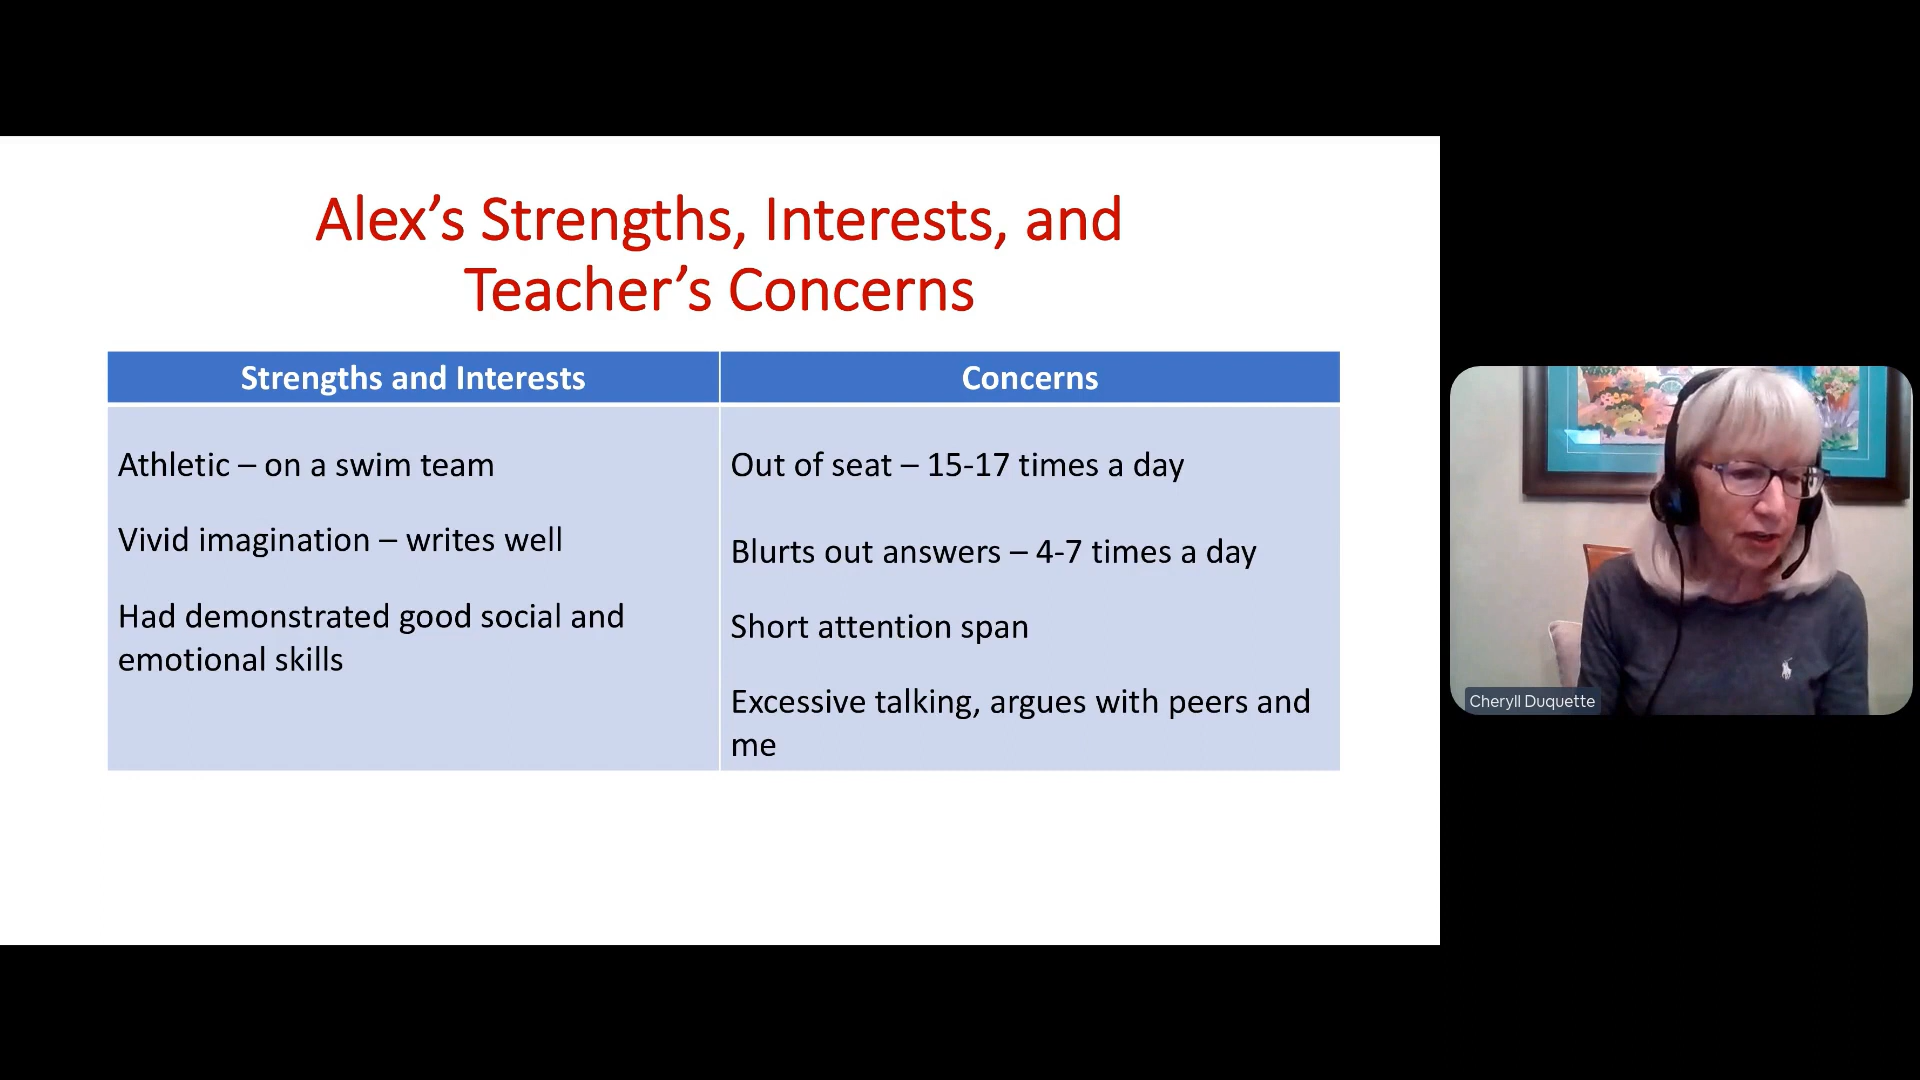 Alex’s Strengths, Interests, and
Teacher’s Concerns
Strengths and Interests
Concerns
Athletic – on a swim team
Vivid imagination – writes well
Had demonstrated good social and
emotional skills
Out of seat – 15-17 times a day
Blurts out answers – 4-7 times a day
Short attention span
Excessive talking, argues with peers and
me
Cheryll Duquette